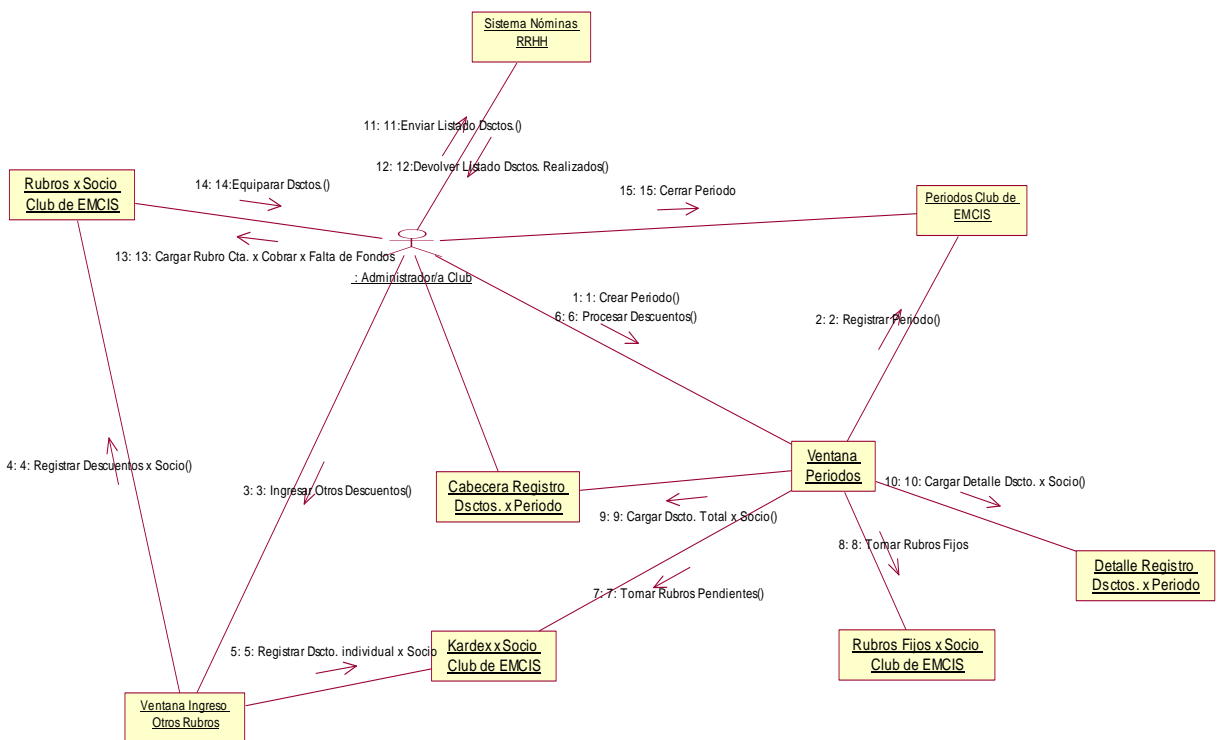 Sistema Nóminas
RRHH
11: 11:Enviar Listado Dsctos.()
12: 12:Devolver Listado Dsctos. Realizados()
Rubros x Socio
Club de EMCIS
14: 14:Equiparar Dsctos.()
15: 15: Cerrar Periodo
Periodos Club de
EMCIS
13: 13: Cargar Rubro Cta. x Cobrar x Falta de Fondos
: Administrador/a Club
1: 1: Crear Periodo()
6: 6: Procesar Descuentos()
2: 2: Registrar Periodo()
4: 4: Registrar Descuentos x Socio()
3: 3: Ingresar Otros Descuentos()
Cabecera Registro
Dsctos. x Periodo
Ventana
Periodos
10: 10: Cargar Detalle Dscto. x Socio()
9: 9: Cargar Dscto. Total x Socio()
8: 8: Tomar Rubros Fijos
Detalle Registro
Dsctos. x Periodo
7: 7: Tomar Rubros Pendientes()
5: 5: Registrar Dscto. individual x Socio
Kardex x Socio
Club de EMCIS
Rubros Fijos x Socio
Club de EMCIS
Ventana Ingreso
Otros Rubros